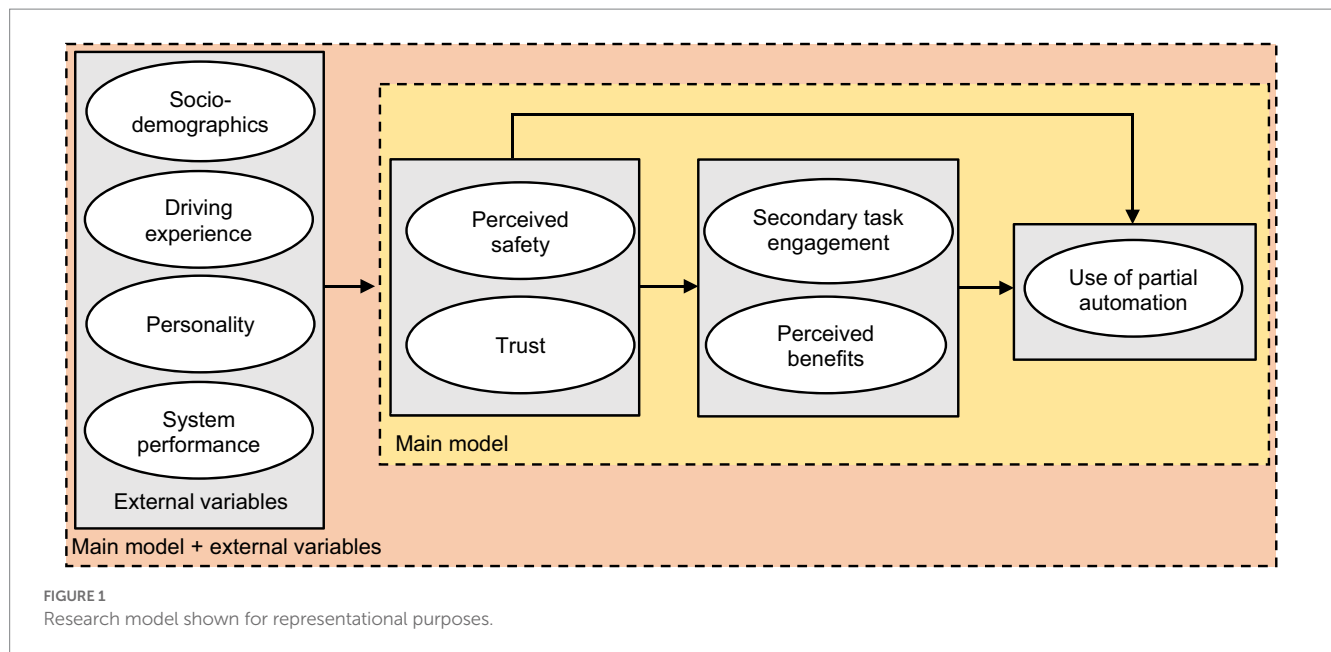 Socio-
demographics
Driving
experience
Personality
System
performance
External variables
Main model + external variables
Perceived
safety
Trust
Main model
Secondary task
engagement
Perceived
benefits
Use of partial
automation
FIGURE 1
Research model shown for representational purposes.